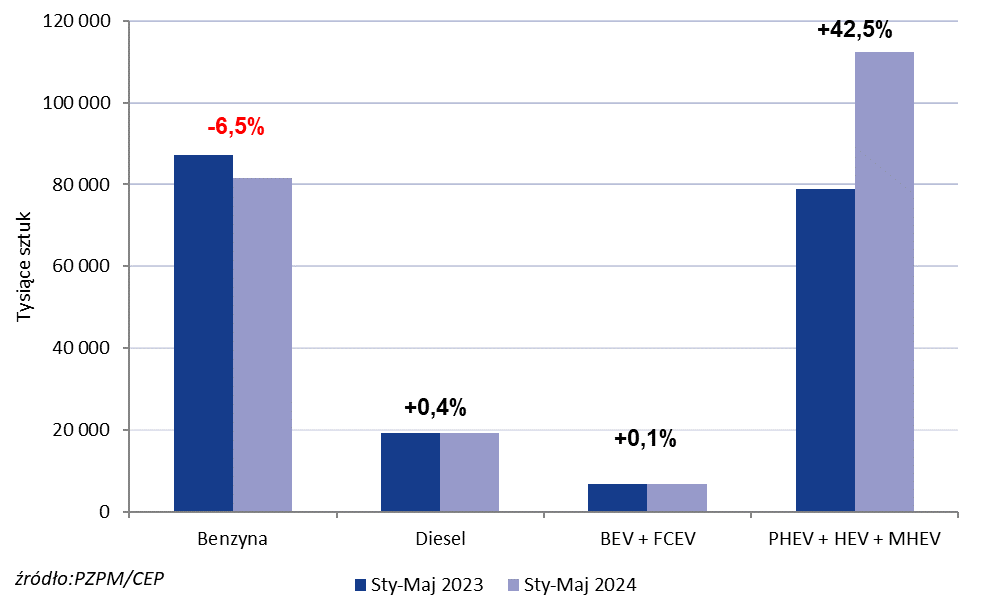 120 000
+42,5%
100 000
-6,5%
80 000
Tysiące sztuk
60 000
40 000
+0,4%
20 000
+0,1%
0
Benzyna
Diesel
BEV + FCEV
PHEV + HEV + MHEV
źródło:PZPM/CEP
Sty-Maj 2023
Sty-Maj 2024